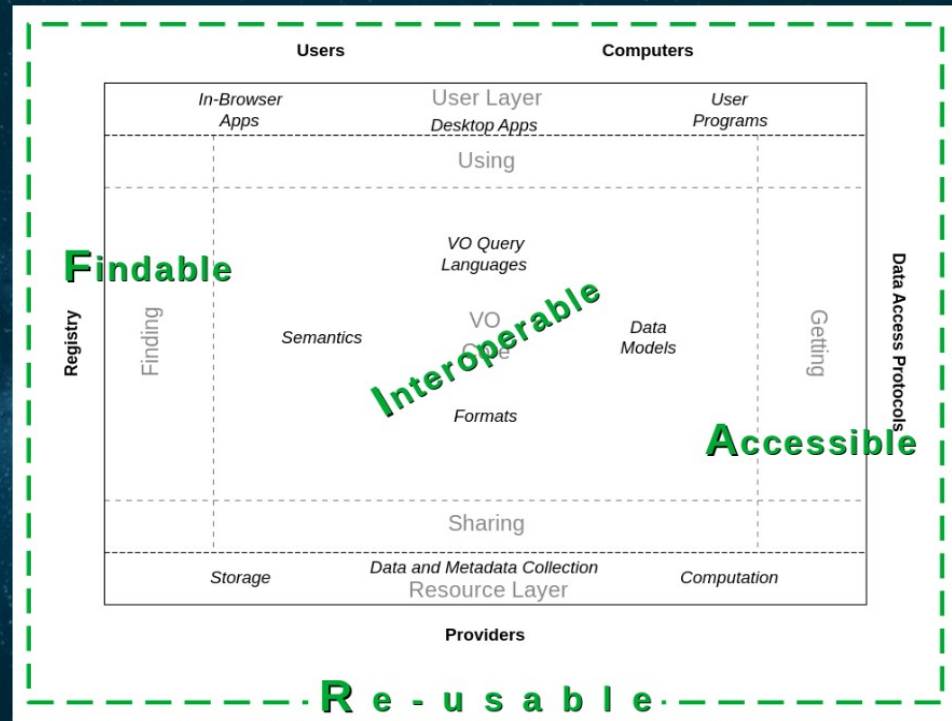 Users
Computers
In-Browser
Apps
User Layer
Desktop Apps
User
Programs
Using
Findable
VO Query
Languages
Registry
Finding
Semantics
VO
Core
Interoperable
Data
Models
Getting
Data Access Protocols
Formats
Accessible
Sharing
Storage
Data and Metadata Collection
Resource Layer
Computation
Providers
Re-usable